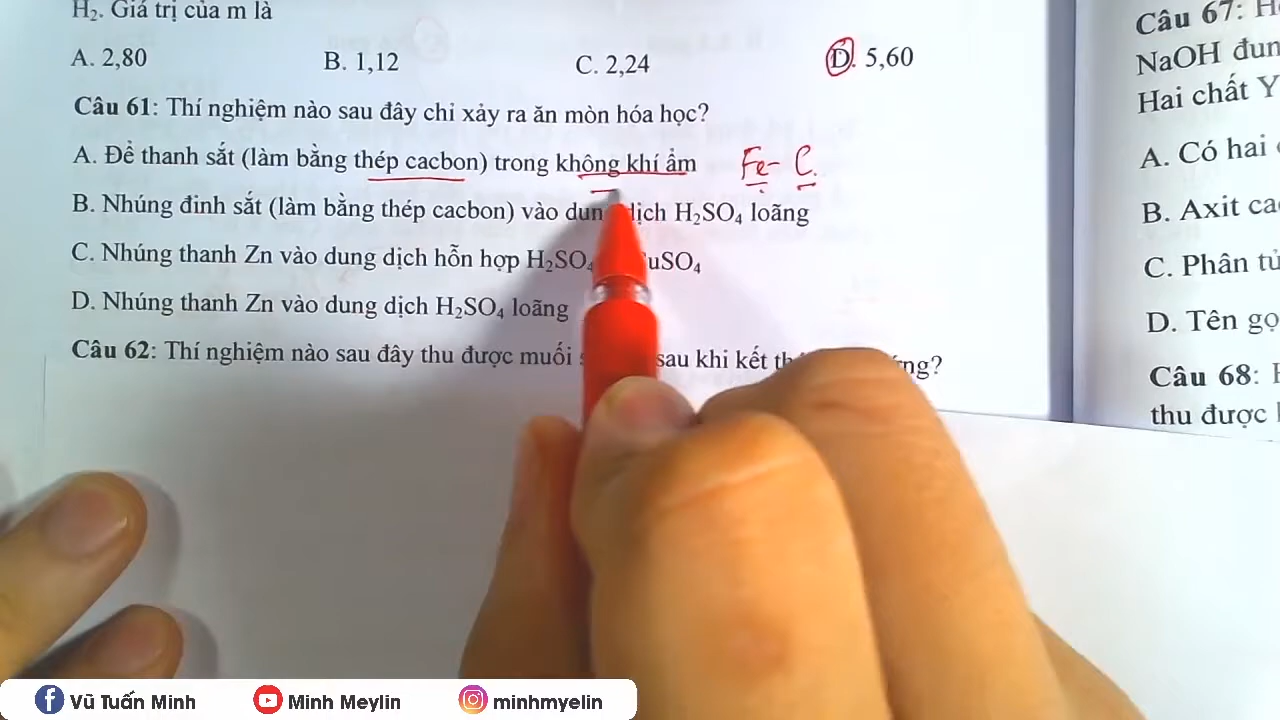 H₂. Giá trị của m là
A. 2,80 B. 1,12 C. 2,24 D. 5,60
Câu 61: Thí nghiệm nào sau đây chỉ xảy ra ăn mòn hóa học?
A. Để thanh sắt (làm bằng thép cacbon) trong không khí ẩm Fe - C
B. Nhúng đinh sắt (làm bằng thép cacbon) vào dung dịch H₂SO₄ loãng
C. Nhúng thanh Zn vào dung dịch hỗn hợp H₂SO₄ uSO₄
D. Nhúng thanh Zn vào dung dịch H₂SO₄ loãng
Câu 62: Thí nghiệm nào sau đây thu được muối sau khi kết
Câu 67:
NaOH đun
Hai chất Y
A. Có hai
B. Axit ca
C. Phân tử
D. Tên gọ
Câu 68:
thu được
Vũ Tuấn Minh Minh Meylin minhmyelin